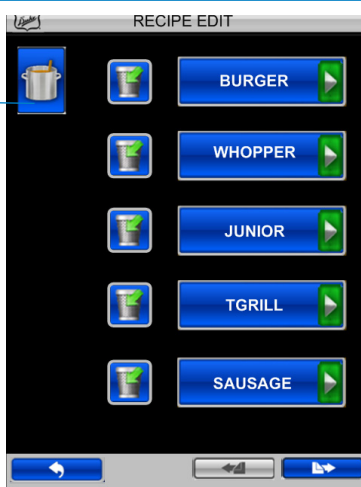 RECIPE EDIT
BURGER
WHOPPER
JUNIOR
TGRILL
SAUSAGE